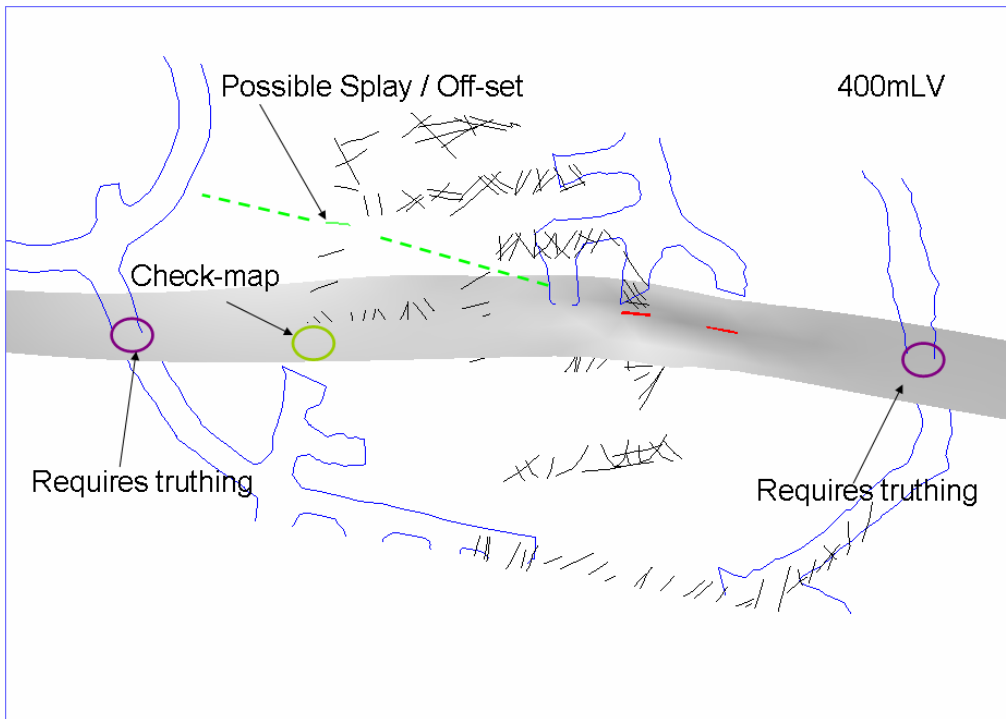 Possible Splay / Off-set
400mLV
Check-map
Requires truthing
Requires truthing